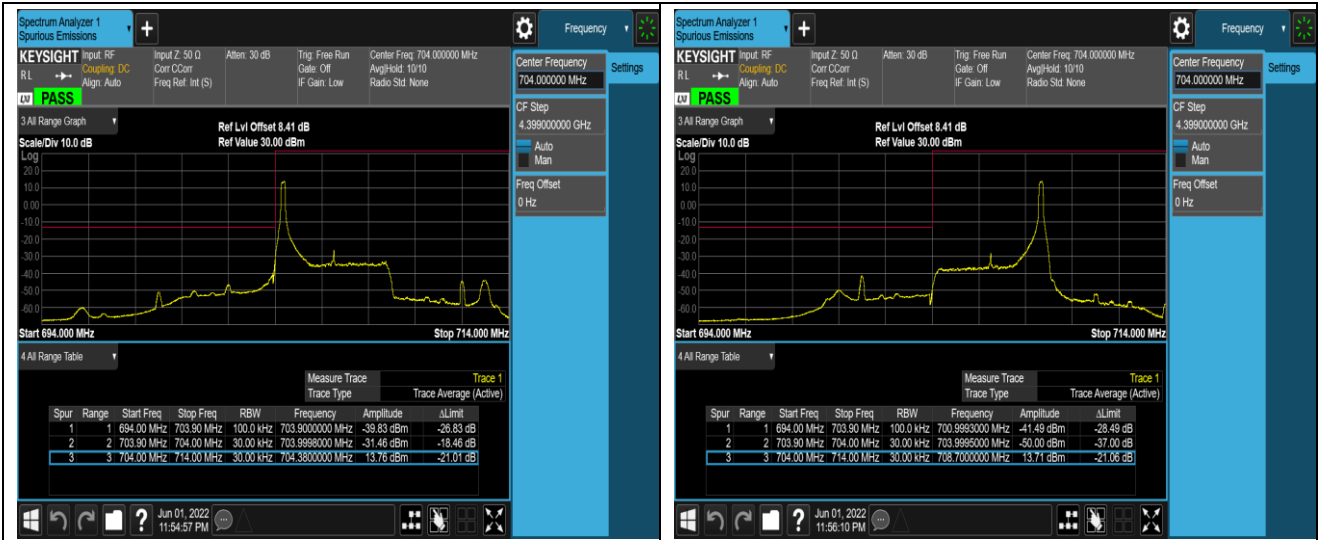 Spectrum Analyzer 1
Spurious Emissions
+
Frequency
KEYSIGHT Input: RF Input Z: 50 Ω Atten: 30 dB Trig: Free Run Center Freq: 704.000000 MHz
Coupling: DC Corr CCorr Gate: Off Avg|Hold: 10/10
RL Align: Auto Freq Ref: Int (S) IF Gain: Low Radio Std: None
LXI PASS
3 All Range Graph
Ref Lvl Offset 8.41 dB
Scale/Div 10.0 dB Ref Value 30.00 dBm
Log
20.0
10.0
0.00
-10.0
-20.0
-30.0
-40.0
-50.0
-60.0
Start 694.000 MHz Stop 714.000 MHz
4 All Range Table
Measure Trace Trace 1
Trace Type Trace Average (Active)
Spur Range Start Freq Stop Freq RBW Frequency Amplitude ΔLimit
1 1 694.00 MHz 703.90 MHz 100.0 kHz 703.9000000 MHz -39.83 dBm -26.83 dB
2 2 703.90 MHz 704.00 MHz 30.00 kHz 703.9998000 MHz -31.46 dBm -18.46 dB
3 3 704.00 MHz 714.00 MHz 30.00 kHz 704.3800000 MHz 13.76 dBm -21.01 dB
Jun 01, 2022
11:54:57 PM
Center Frequency
704.000000 MHz
Settings
CF Step
4.399000000 GHz
Auto
Man
Freq Offset
0 Hz
Spectrum Analyzer 1
Spurious Emissions
+
Frequency
KEYSIGHT Input: RF Input Z: 50 Ω Atten: 30 dB Trig: Free Run Center Freq: 704.000000 MHz
Coupling: DC Corr CCorr Gate: Off Avg|Hold: 10/10
RL Align: Auto Freq Ref: Int (S) IF Gain: Low Radio Std: None
LXI PASS
3 All Range Graph
Ref Lvl Offset 8.41 dB
Scale/Div 10.0 dB Ref Value 30.00 dBm
Log
20.0
10.0
0.00
-10.0
-20.0
-30.0
-40.0
-50.0
-60.0
Start 694.000 MHz Stop 714.000 MHz
4 All Range Table
Measure Trace Trace 1
Trace Type Trace Average (Active)
Spur Range Start Freq Stop Freq RBW Frequency Amplitude ΔLimit
1 1 694.00 MHz 703.90 MHz 100.0 kHz 700.9993000 MHz -41.49 dBm -28.49 dB
2 2 703.90 MHz 704.00 MHz 30.00 kHz 703.9995000 MHz -50.00 dBm -37.00 dB
3 3 704.00 MHz 714.00 MHz 30.00 kHz 708.7000000 MHz 13.71 dBm -21.06 dB
Jun 01, 2022
11:56:10 PM
Center Frequency
704.000000 MHz
Settings
CF Step
4.399000000 GHz
Auto
Man
Freq Offset
0 Hz